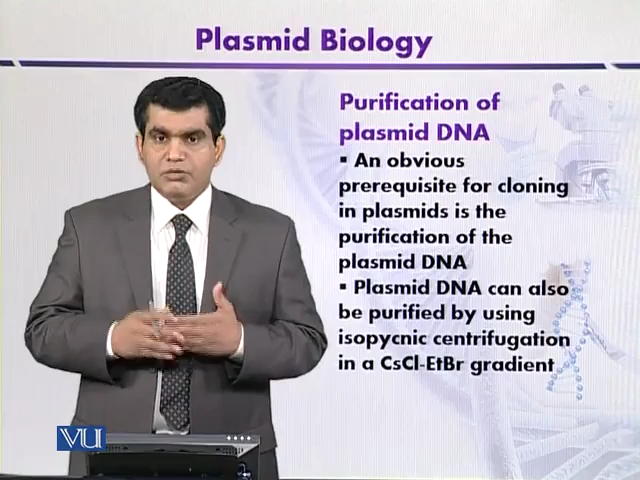 Plasmid Biology
Purification of
plasmid DNA
▪ An obvious
prerequisite for cloning
in plasmids is the
purification of the
plasmid DNA
▪ Plasmid DNA can also
be purified by using
isopycnic centrifugation
in a CsCl-EtBr gradient
VU